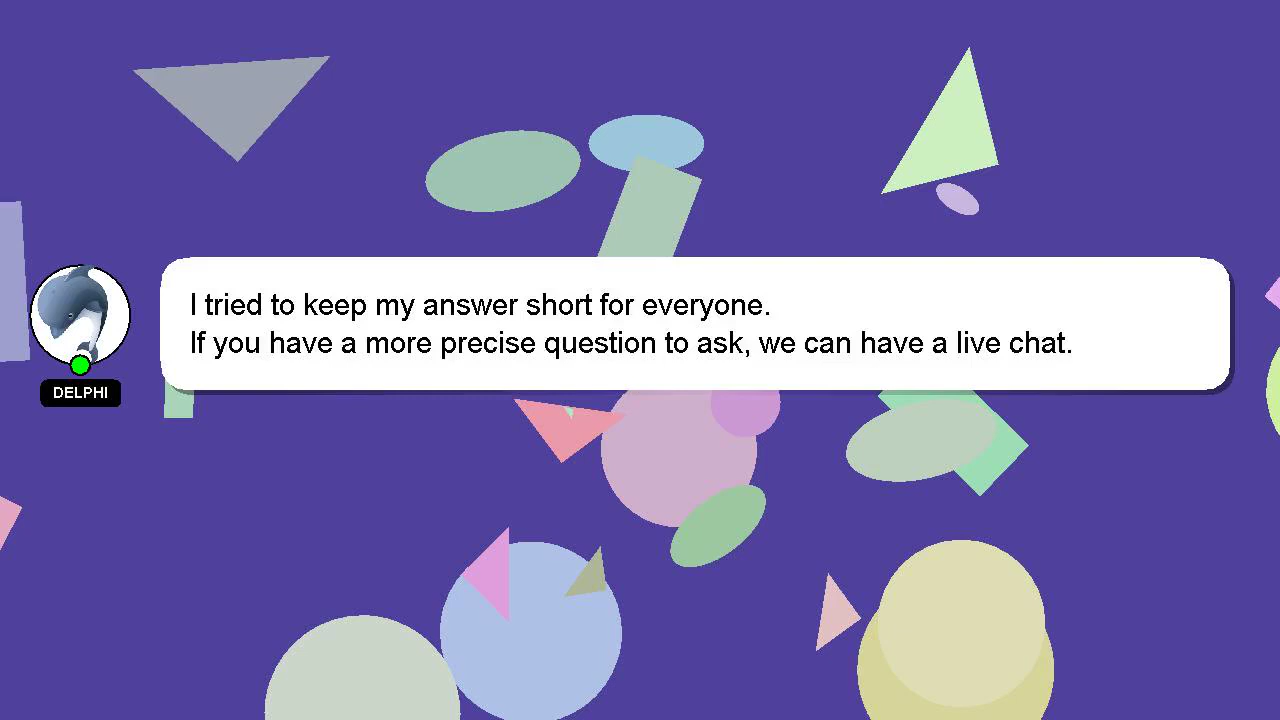 I tried to keep my answer short for everyone.
If you have a more precise question to ask, we can have a live chat.
DELPHI